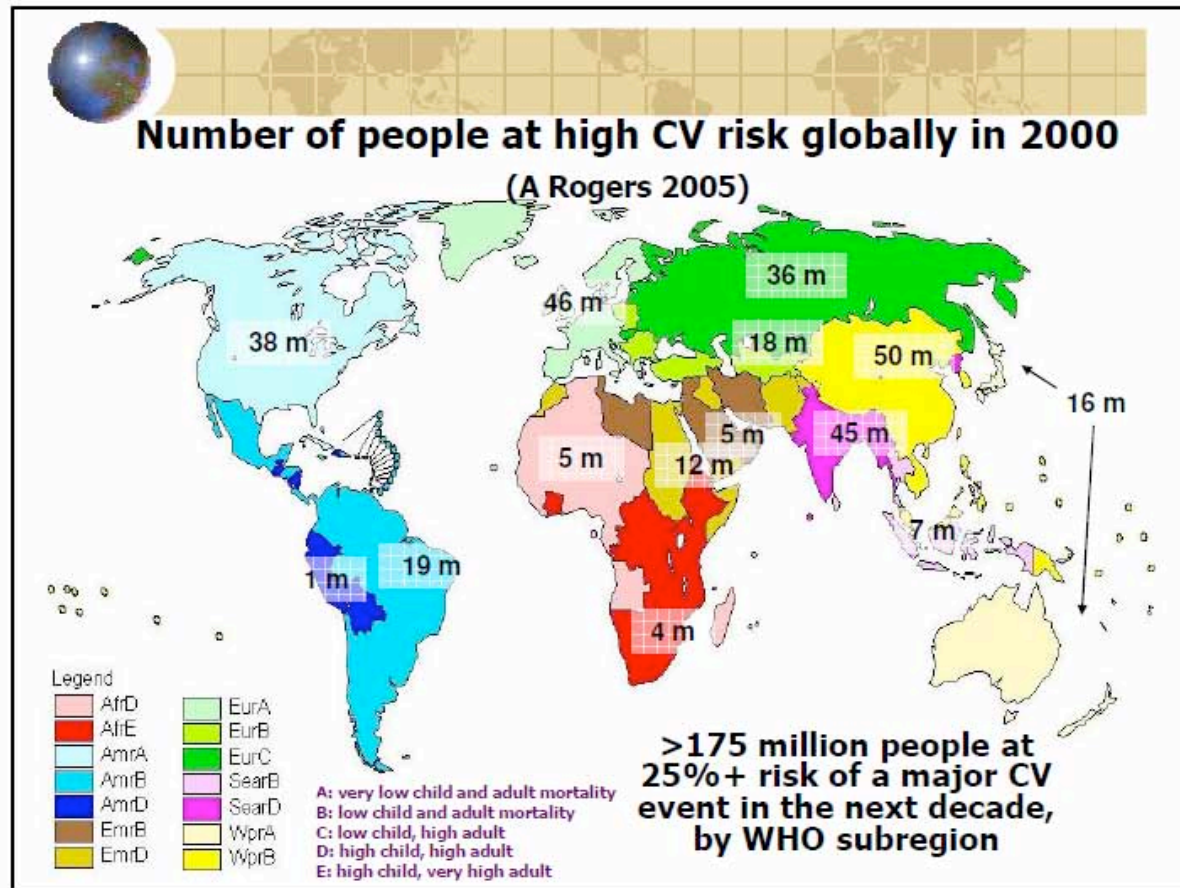 Number of people at high CV risk globally in 2000
(A Rogers 2005)
36 m
46 m
38 m
18 m
50 m
16 m
5 m
45 m
5 m
12 m
7 m
19 m
1 m
4 m
Legend
AfrD
AfrE
AmrA
AmrB
AmrD
EmrB
EmrD
EurA
EurB
EurC
SearB
SearD
WprA
WprB
A: very low child and adult mortality
B: low child and adult mortality
C: low child, high adult
D: high child, high adult
E: high child, very high adult
>175 million people at
25%+ risk of a major CV
event in the next decade,
by WHO subregion